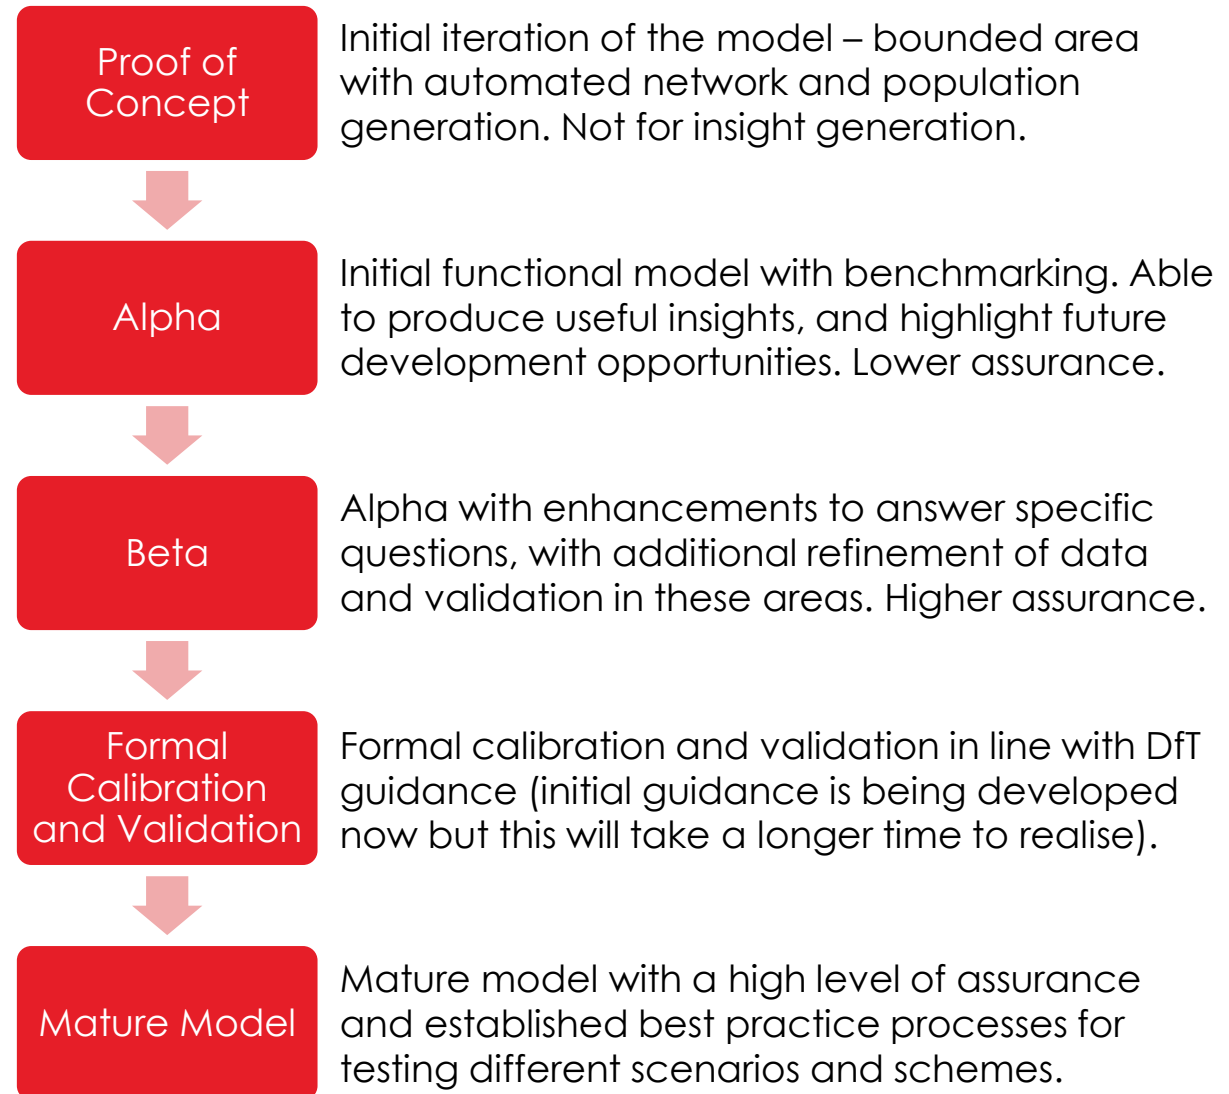 Proof of
Concept
Initial iteration of the model – bounded area
with automated network and population
generation. Not for insight generation.
Alpha
Initial functional model with benchmarking. Able
to produce useful insights, and highlight future
development opportunities. Lower assurance.
Beta
Alpha with enhancements to answer specific
questions, with additional refinement of data
and validation in these areas. Higher assurance.
Formal
Calibration
and Validation
Formal calibration and validation in line with DfT
guidance (initial guidance is being developed
now but this will take a longer time to realise).
Mature Model
Mature model with a high level of assurance
and established best practice processes for
testing different scenarios and schemes.